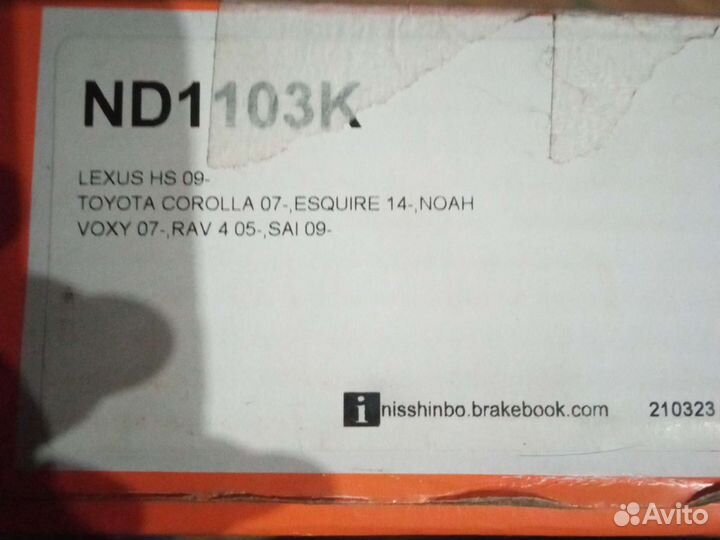 ND1103K
LEXUS HS 09-
TOYOTA COROLLA 07-,ESQUIRE 14-,NOAH
VOXY 07-,RAV 4 05-,SAI 09-
i nisshinbo.brakebook.com 210323
Avito